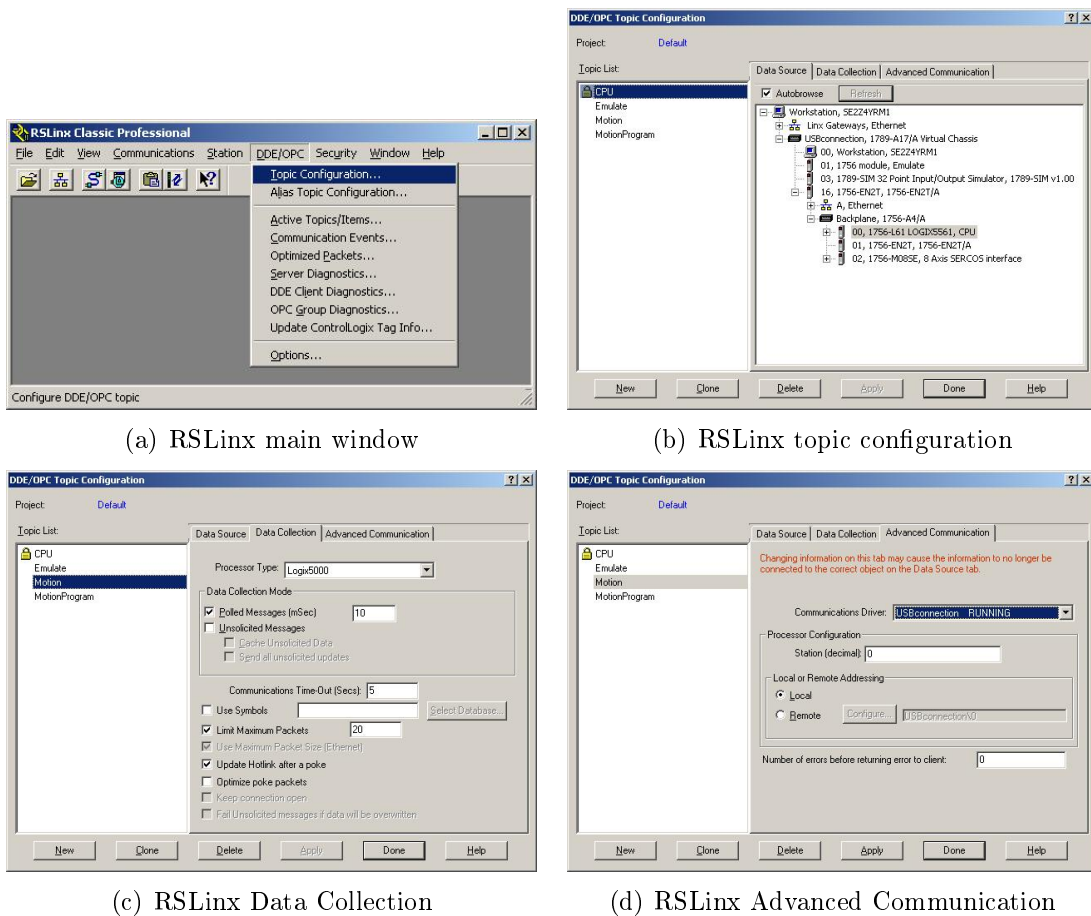 RSLinx Classic Professional
File Edit View Communications Station DDE/OPC Security Window Help
Topic Configuration...
Alias Topic Configuration...
Active Topics/Items...
Communication Events...
Optimized Packets...
Server Diagnostics...
DDE Client Diagnostics...
OPC Group Diagnostics...
Update ControlLogix Tag Info...
Options...
Configure DDE/OPC topic
(a) RSLinx main window
DDE/OPC Topic Configuration
Project: Default
Topic List:
CPU
Emulate
Motion
MotionProgram
Data Source Data Collection Advanced Communication
Autobrowse Refresh
Workstation, SE2Z4YRM1
Linx Gateways, Ethernet
USBconnection, 1789-A17/A Virtual Chassis
00, Workstation, SE2Z4YRM1
01, 1756 module, Emulate
03, 1789-SIM 32 Point Input/Output Simulator, 1789-SIM v1.00
16, 1756-EN2T, 1756-EN2T/A
A, Ethernet
Backplane, 1756-A4/A
00, 1756-L61 LOGIX5561, CPU
01, 1756-EN2T, 1756-EN2T/A
02, 1756-M08SE, 8 Axis SERCOS interface
New Clone Delete Apply Done Help
(b) RSLinx topic configuration
DDE/OPC Topic Configuration
Project: Default
Topic List:
CPU
Emulate
Motion
MotionProgram
Data Source Data Collection Advanced Communication
Processor Type: Logix5000
Data Collection Mode
Polled Messages (mSec) 10
Unsolicited Messages
Cache Unsolicited Data
Send all unsolicited updates
Communications Time-Out (Secs): 5
Use Symbols Select Database...
Limit Maximum Packets 20
Use Maximum Packet Size (Ethernet)
Update Hotlink after a poke
Optimize poke packets
Keep connection open
Fail Unsolicited messages if data will be overwritten
New Clone Delete Apply Done Help
(c) RSLinx Data Collection
DDE/OPC Topic Configuration
Project: Default
Topic List:
CPU
Emulate
Motion
MotionProgram
Data Source Data Collection Advanced Communication
Changing information on this tab may cause the information to no longer be
connected to the correct object on the Data Source tab.
Communications Driver: USBconnection RUNNING
Processor Configuration
Station (decimal): 0
Local or Remote Addressing
Local
Remote Configure... USBconnection\0
Number of errors before returning error to client: 0
New Clone Delete Apply Done Help
(d) RSLinx Advanced Communication